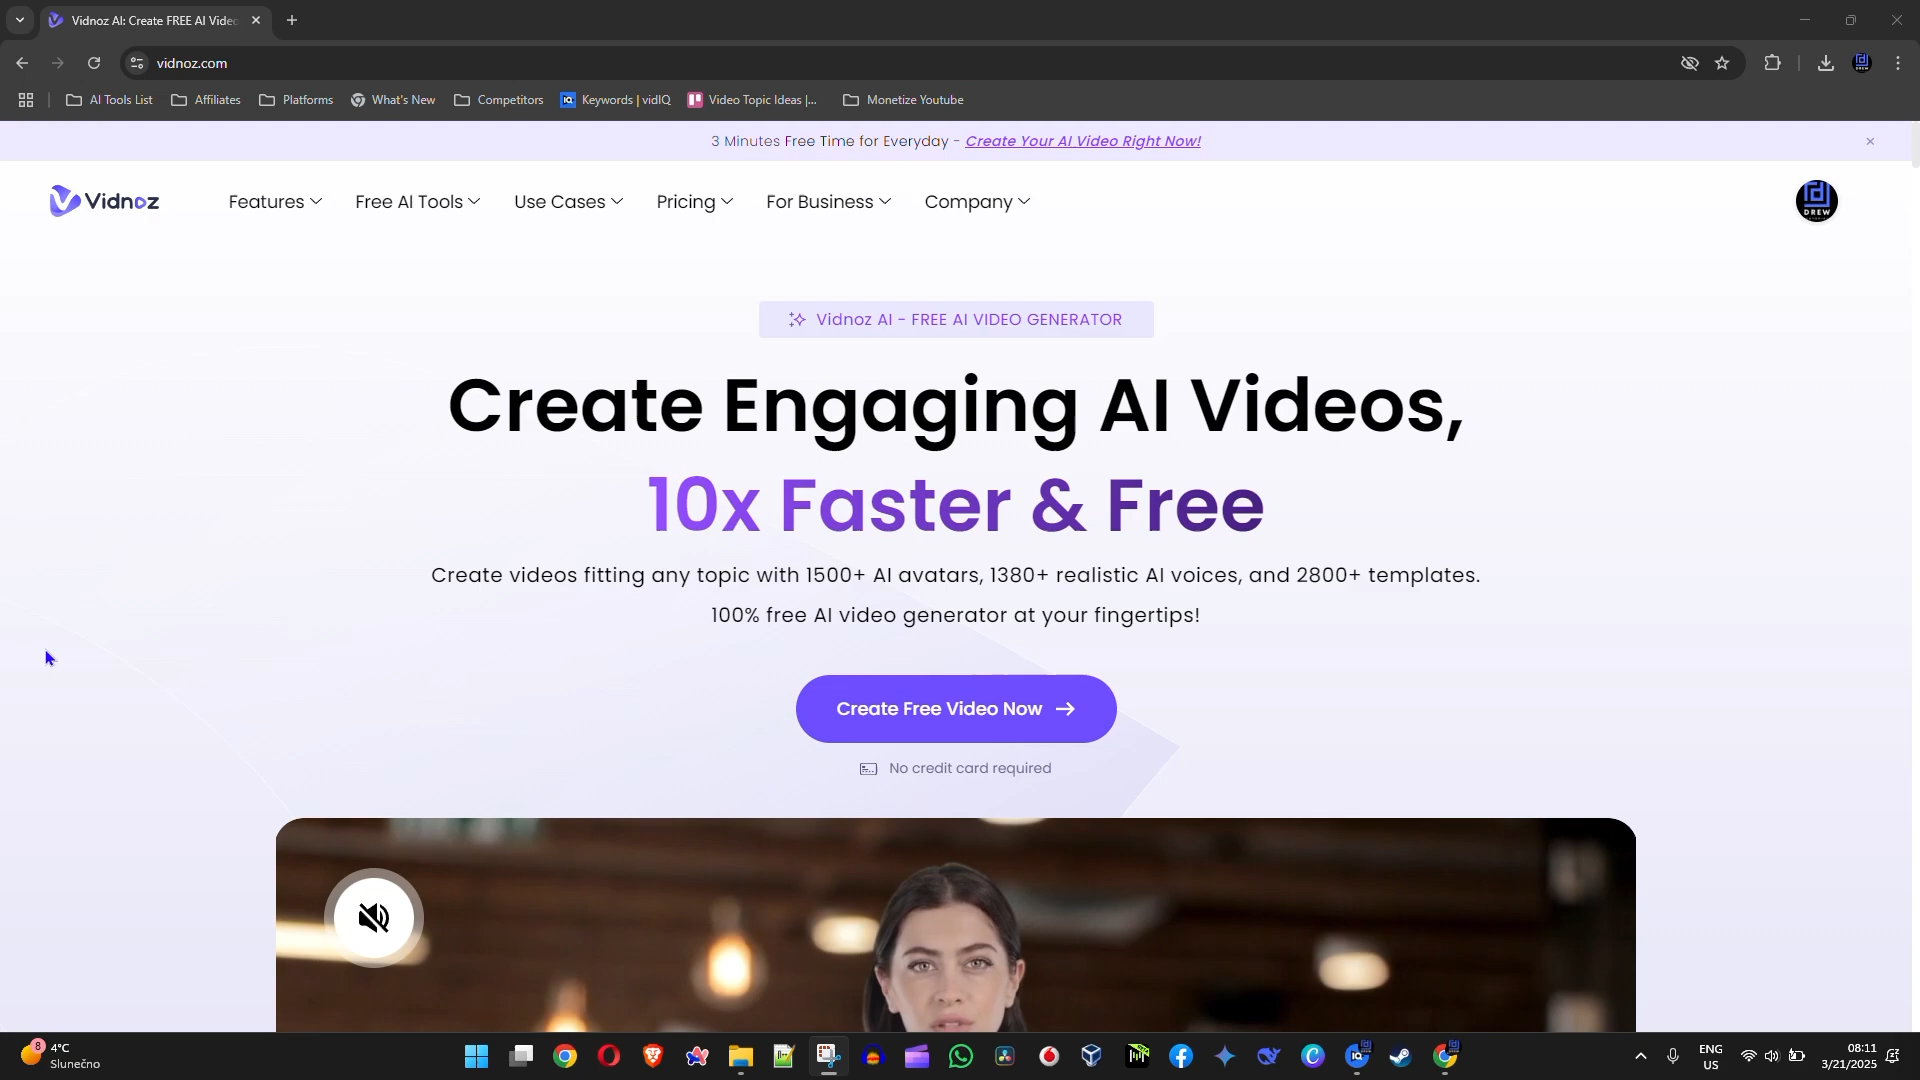 Vidnoz AI: Create FREE AI Video
vidnoz.com
AI Tools List
Affiliates
Platforms
What's New
Competitors
Keywords | vidIQ
Video Topic Ideas |...
Monetize Youtube
3 Minutes Free Time for Everyday - Create Your AI Video Right Now!
Vidnoz
Features
Free AI Tools
Use Cases
Pricing
For Business
Company
DREW
Vidnoz AI - FREE AI VIDEO GENERATOR
Create Engaging AI Videos,
10x Faster & Free
Create videos fitting any topic with 1500+ AI avatars, 1380+ realistic AI voices, and 2800+ templates.
100% free AI video generator at your fingertips!
Create Free Video Now
No credit card required
8
4°C
Slunečno
ENG
US
08:11
3/21/2025